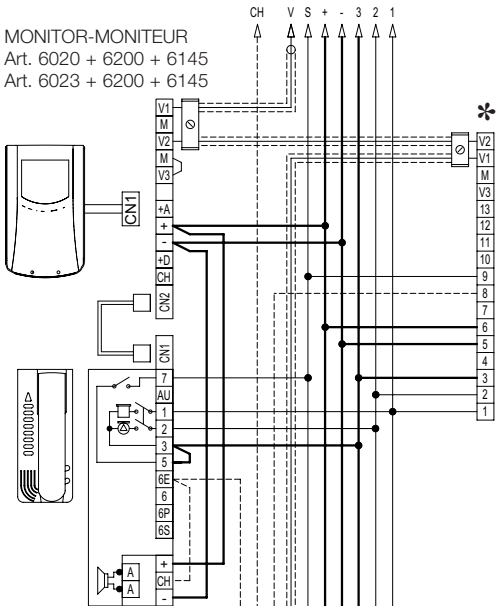 MONITOR-MONITEUR
Art. 6020 + 6200 + 6145
Art. 6023 + 6200 + 6145
CH V S + - 3 2 1
*
V1
M
V2
M
V3
+A
+
-
+D
CH
CN2
CN1
CN1
7
AU
1
2
3
5
6E
6
6P
6S
+
CH
-
A
A
V2
V1
M
V3
13
12
11
10
9
8
7
6
5
4
3
2
1